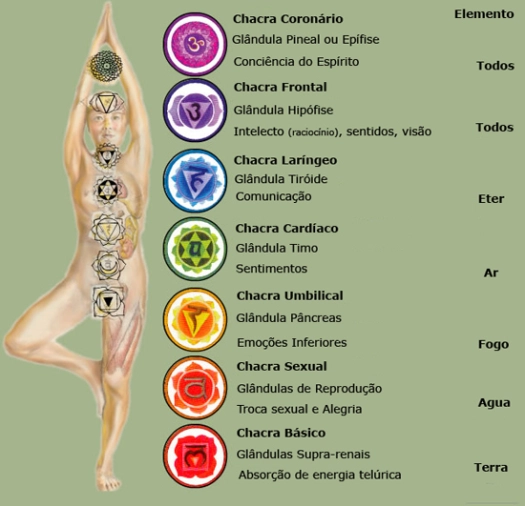 Chacra Coronário
Elemento
Glândula Pineal ou Epífise
Conciência do Espírito
Todos
Chacra Frontal
Glândula Hipófise
Intelecto (raciocínio), sentidos, visão
Todos
Chacra Laríngeo
Glândula Tiróide
Comunicação
Eter
Chacra Cardíaco
Glândula Timo
Sentimentos
Ar
Chacra Umbilical
Glândula Pâncreas
Emoções Inferiores
Fogo
Chacra Sexual
Glândulas de Reprodução
Troca sexual e Alegria
Agua
Chacra Básico
Glândulas Supra-renais
Absorção de energia telúrica
Terra